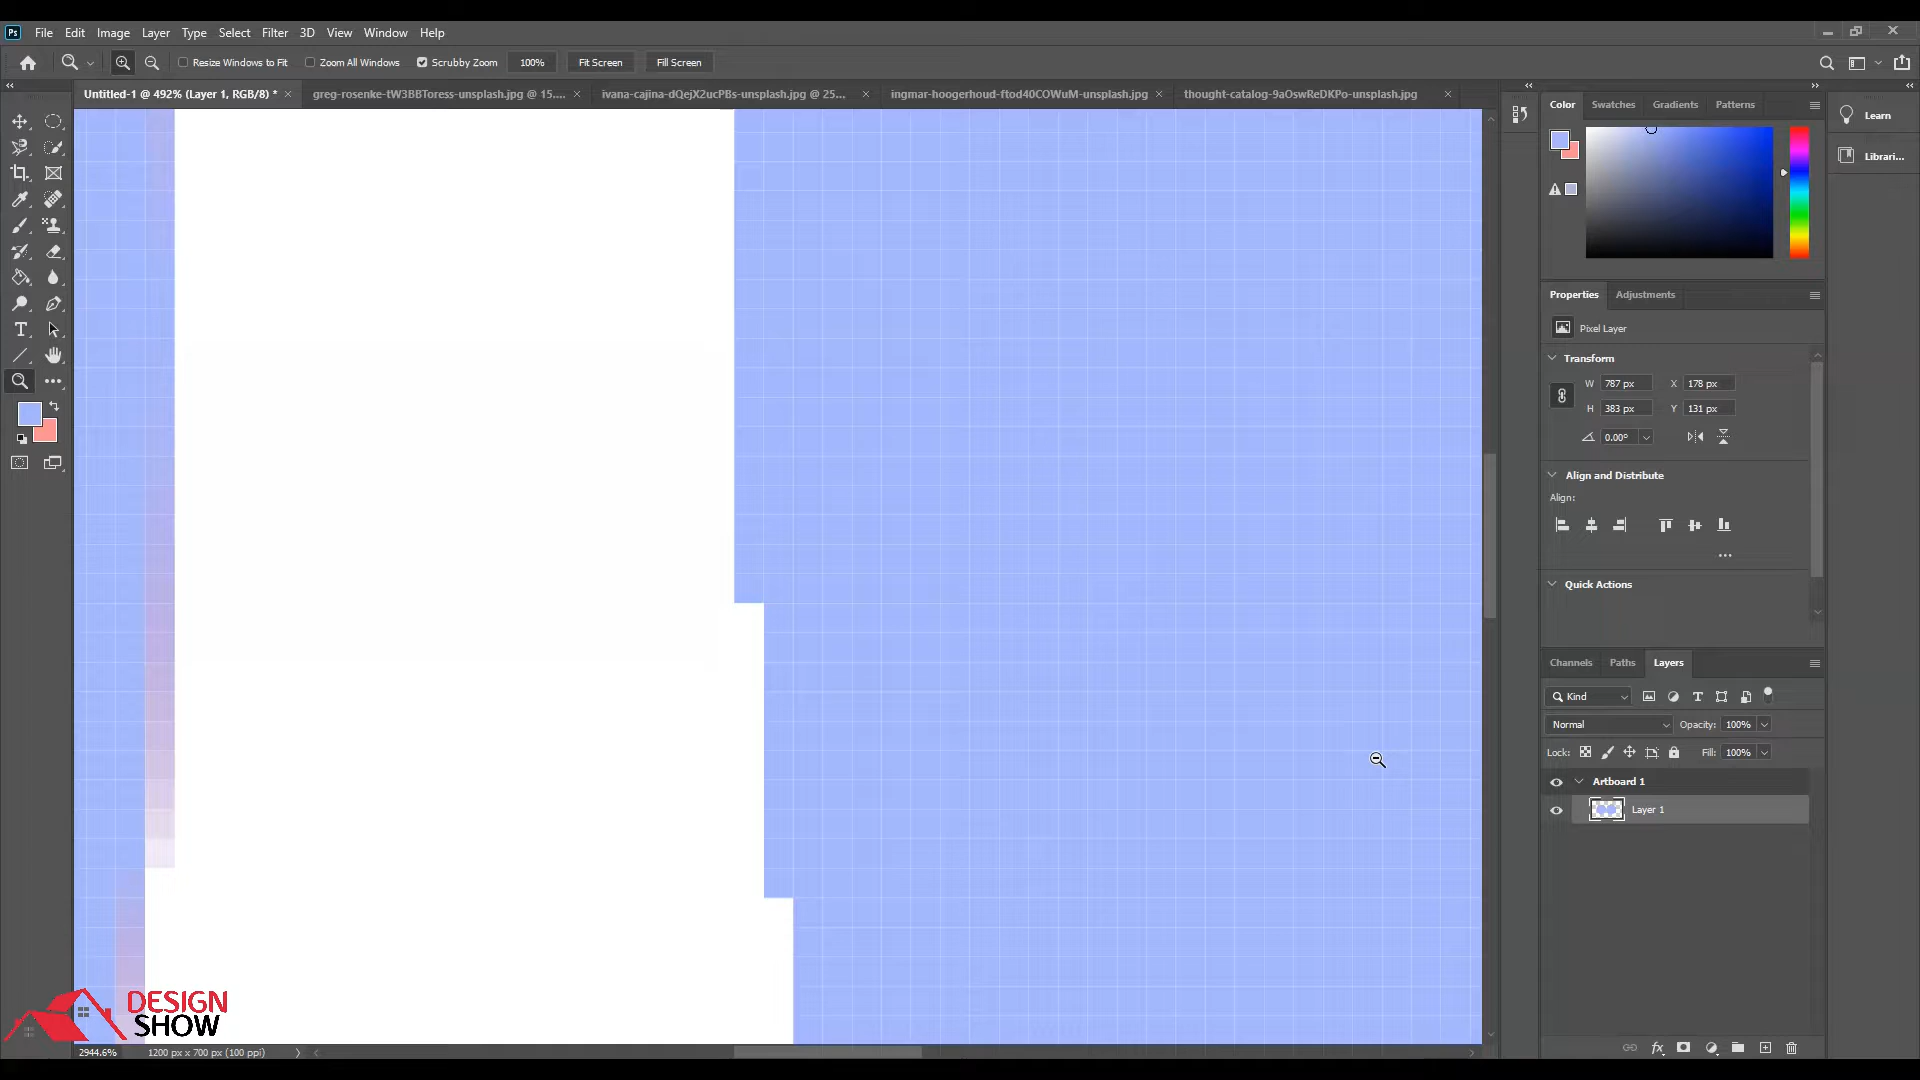 Ps File Edit Image Layer Type Select Filter 3D View Window Help
Resize Windows to Fit Zoom All Windows Scrubby Zoom 100% Fit Screen Fill Screen
Untitled-1 @ 492% (Layer 1, RGB/8) * greg-rosenke-tW3BBToress-unsplash.jpg @ 15.... ivana-cajina-dQejX2ucPBs-unsplash.jpg @ 25... ingmar-hoogerhoud-ftod40COWuM-unsplash.jpg thought-catalog-9aOswReDKPo-unsplash.jpg
Color Swatches Gradients Patterns
Learn
Librari...
Properties Adjustments
Pixel Layer
Transform
W 787 px X 178 px
H 383 px Y 131 px
0.00°
Align and Distribute
Align:
Quick Actions
Channels Paths Layers
Kind
Normal Opacity: 100%
Lock: Fill: 100%
Artboard 1
Layer 1
DESIGN
SHOW
2944.6% 1200 px x 700 px (100 ppi)